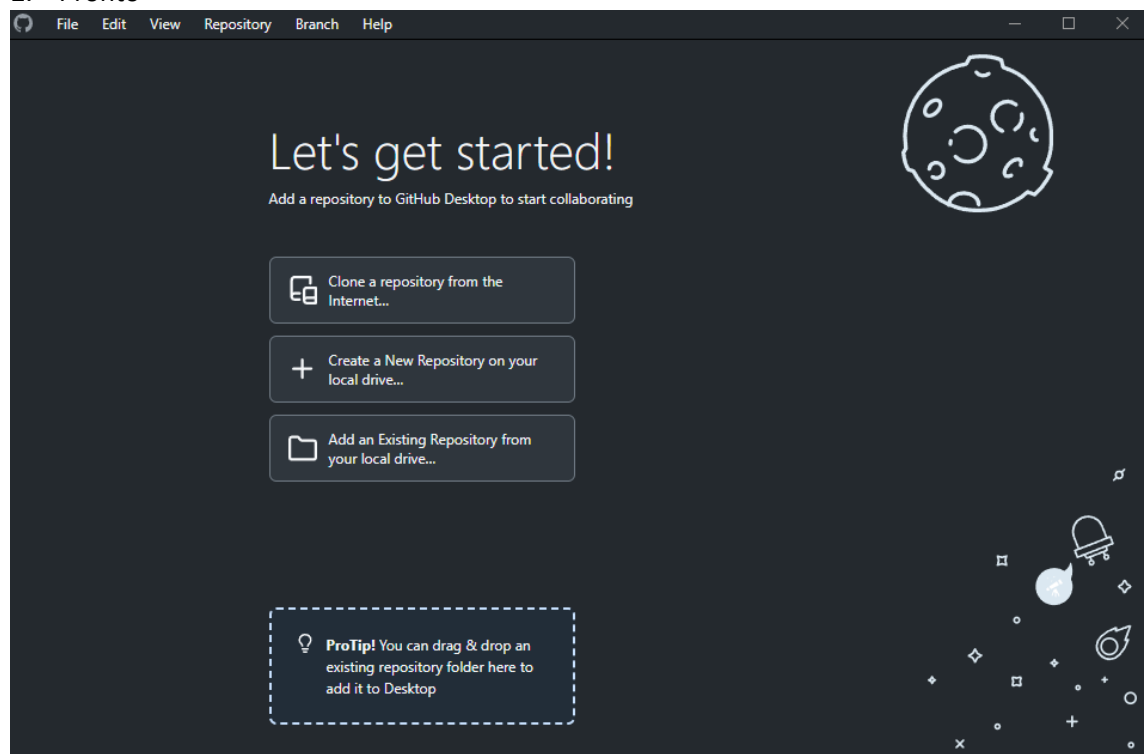 File Edit View Repository Branch Help
Let's get started!
Add a repository to GitHub Desktop to start collaborating
Clone a repository from the
Internet...
Create a New Repository on your
local drive...
Add an Existing Repository from
your local drive...
ProTip! You can drag & drop an
existing repository folder here to
add it to Desktop